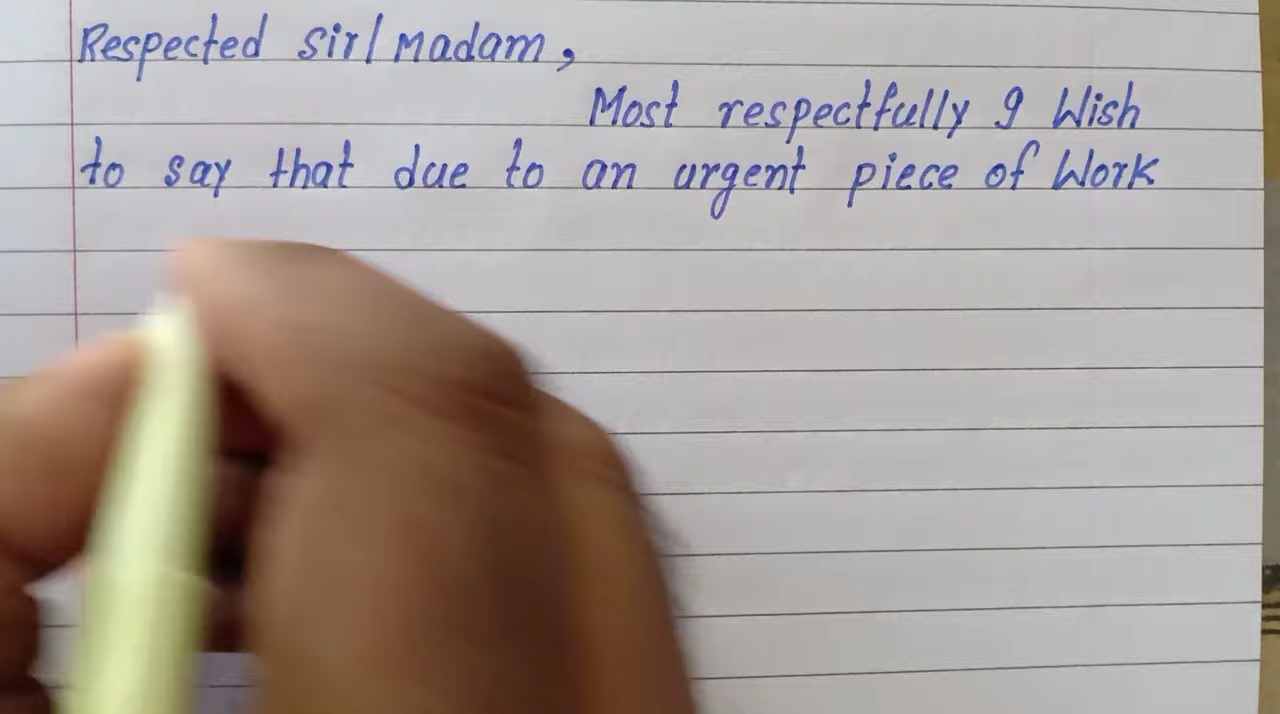 Respected sir/madam,
Most respectfully I wish
to say that due to an urgent piece of work